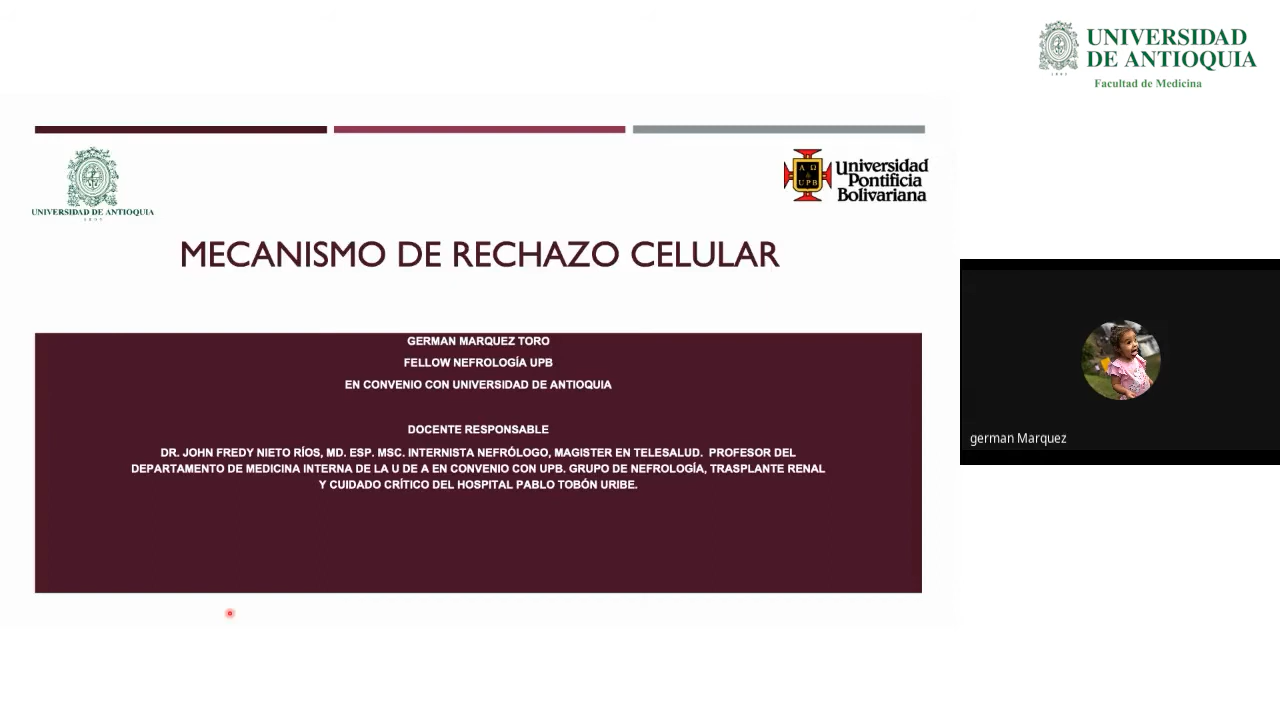 UNIVERSIDAD
DE ANTIOQUIA
Facultad de Medicina
UNIVERSIDAD DE ANTIOQUIA
Universidad
Pontificia
Bolivariana
MECANISMO DE RECHAZO CELULAR
GERMAN MARQUEZ TORO
FELLOW NEFROLOGÍA UPB
EN CONVENIO CON UNIVERSIDAD DE ANTIOQUIA
DOCENTE RESPONSABLE
DR. JOHN FREDY NIETO RÍOS, MD. ESP. MSC. INTERNISTA NEFRÓLOGO, MAGISTER EN TELESALUD. PROFESOR DEL
DEPARTAMENTO DE MEDICINA INTERNA DE LA U DE A EN CONVENIO CON UPB. GRUPO DE NEFROLOGÍA, TRASPLANTE RENAL
Y CUIDADO CRÍTICO DEL HOSPITAL PABLO TOBÓN URIBE.
german Marquez